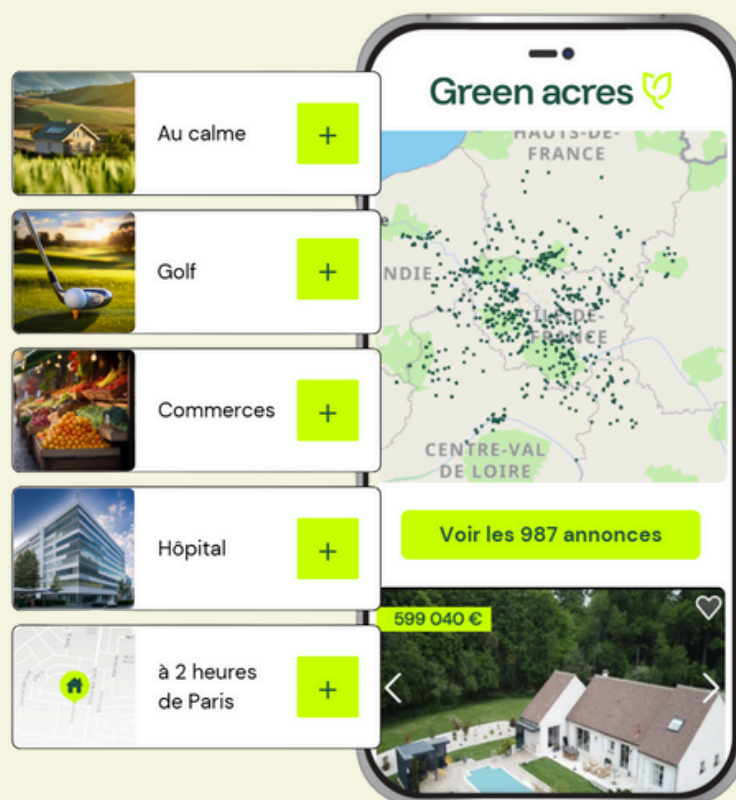 Au calme
+
Golf
+
Commerces
+
Hôpital
+
à 2 heures
de Paris
+
Green acres
HAUTS-DE-
FRANCE
e
NDIE
ÎLE-DE-
FRANCE
CENTRE-VAL
DE LOIRE
Voir les 987 annonces
599 040 €